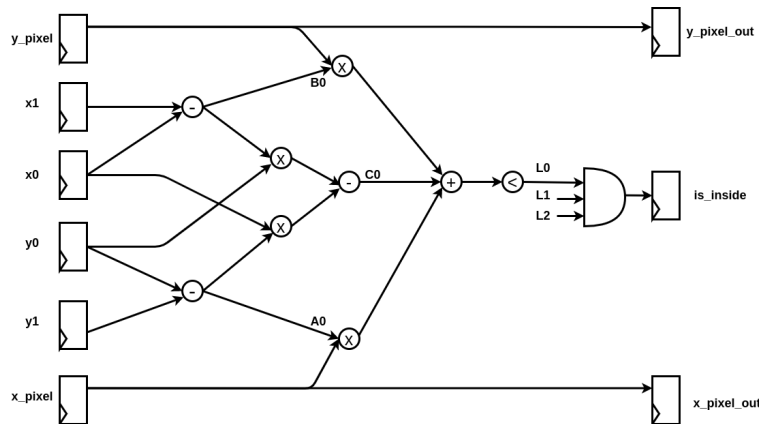 y_pixel
y_pixel_out
x
x1
-
B0
x0
x
L0
-
C0
+
<
L1
is_inside
L2
y0
x
-
y1
A0
x
x_pixel
x_pixel_out